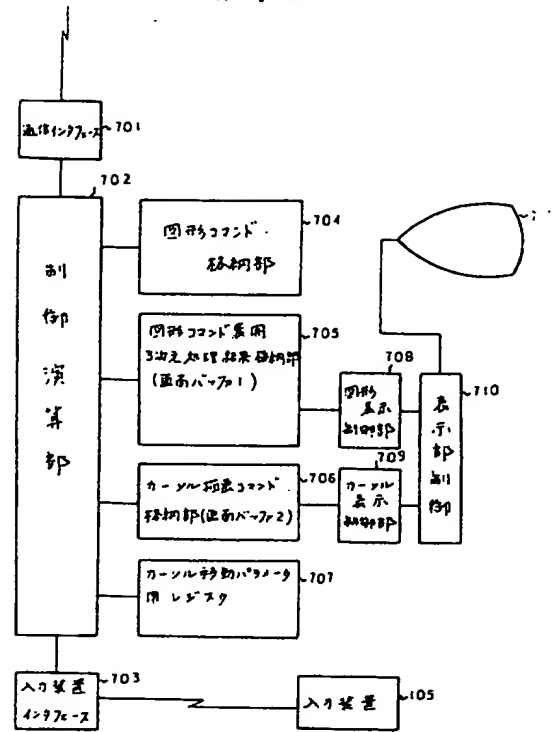 通信インタフェース
701
702
制御演算部
図形コマンド
格納部
704
図形コマンド展開
3次元処理結果格納部
(画面バッファ1)
705
708
図形
表示
制御部
709
710
表示部制御
カーソル
表示
制御部
カーソル描画コマンド
格納部(画面バッファ2)
706
カーソル移動パラメータ
用レジスタ
707
入力装置
インタフェース
703
入力装置
105